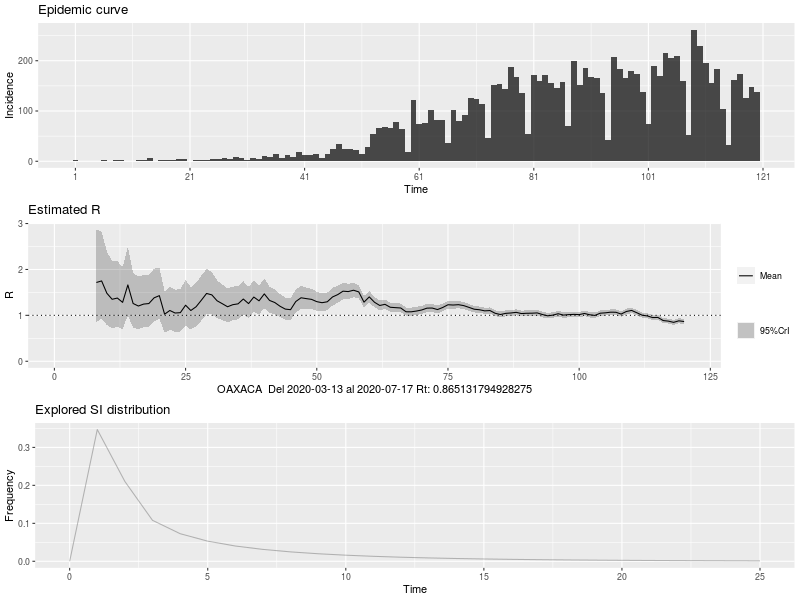 Epidemic curve
200
100
0
Incidence
1 21 41 61 81 101 121
Time
Estimated R
3
2
1
0
R
Mean
95%CrI
0 25 50 75 100 125
OAXACA Del 2020-03-13 al 2020-07-17 Rt: 0.865131794928275
Explored SI distribution
0.3
0.2
0.1
0.0
Frequency
0 5 10 15 20 25
Time